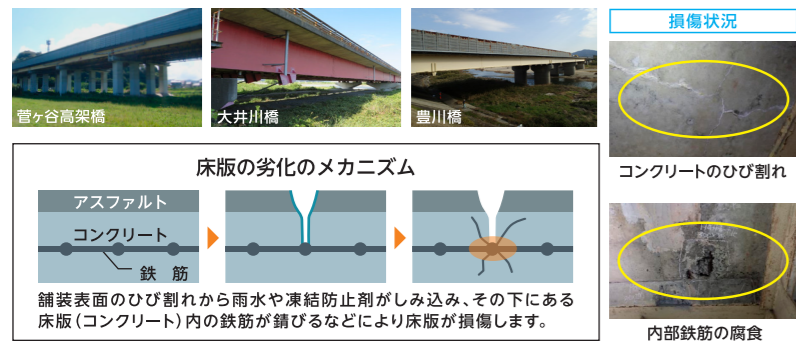 菅ヶ谷高架橋
大井川橋
豊川橋
損傷状況
コンクリートのひび割れ
内部鉄筋の腐食
床版の劣化のメカニズム
アスファルト
コンクリート
鉄 筋
舗装表面のひび割れから雨水や凍結防止剤がしみ込み、その下にある
床版（コンクリート）内の鉄筋が錆びるなどにより床版が損傷します。